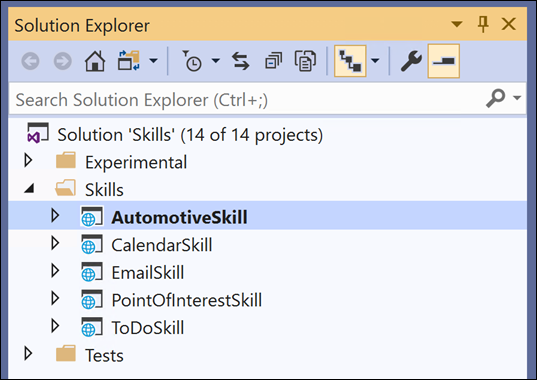 Solution Explorer
Search Solution Explorer (Ctrl+;)
Solution 'Skills' (14 of 14 projects)
Experimental
Skills
AutomotiveSkill
CalendarSkill
EmailSkill
PointOfInterestSkill
ToDoSkill
Tests